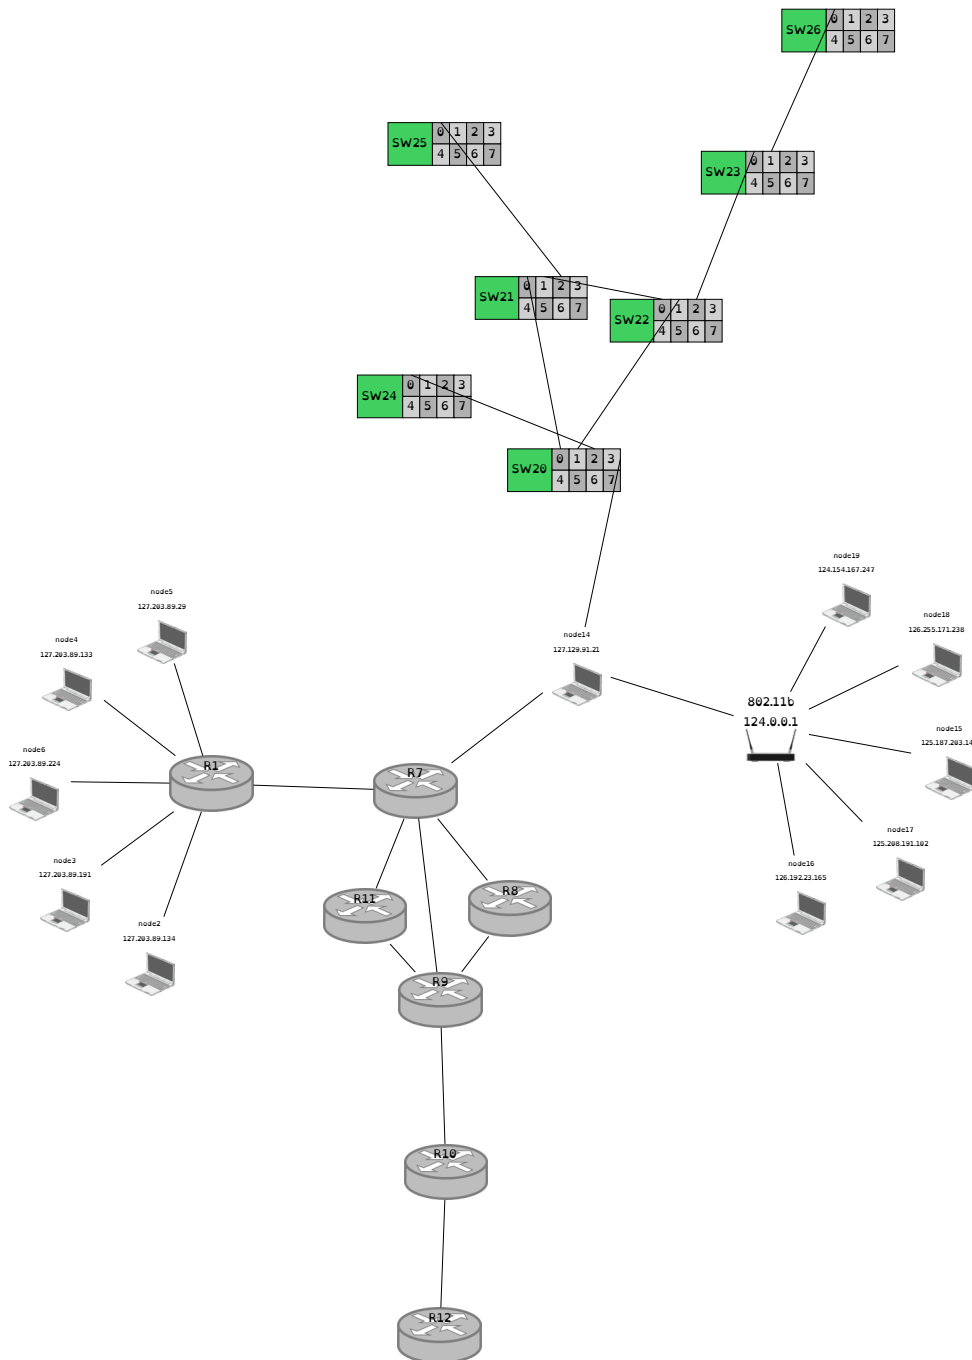 SW26 0 1 2 3
4 5 6 7
SW25 0 1 2 3
4 5 6 7
SW23 0 1 2 3
4 5 6 7
SW21 0 1 2 3
4 5 6 7
SW22 0 1 2 3
4 5 6 7
SW24 0 1 2 3
4 5 6 7
SW20 0 1 2 3
4 5 6 7
node19
124.154.167.247
node5
127.203.89.29
node18
126.255.171.238
node14
127.129.91.21
node4
127.203.89.133
802.11b
124.0.0.1
node15
125.187.203.14
node6
127.203.89.224
R1
R7
node17
125.208.191.102
node3
127.203.89.191
node16
126.192.23.165
R11
R8
node2
127.203.89.134
R9
R10
R12